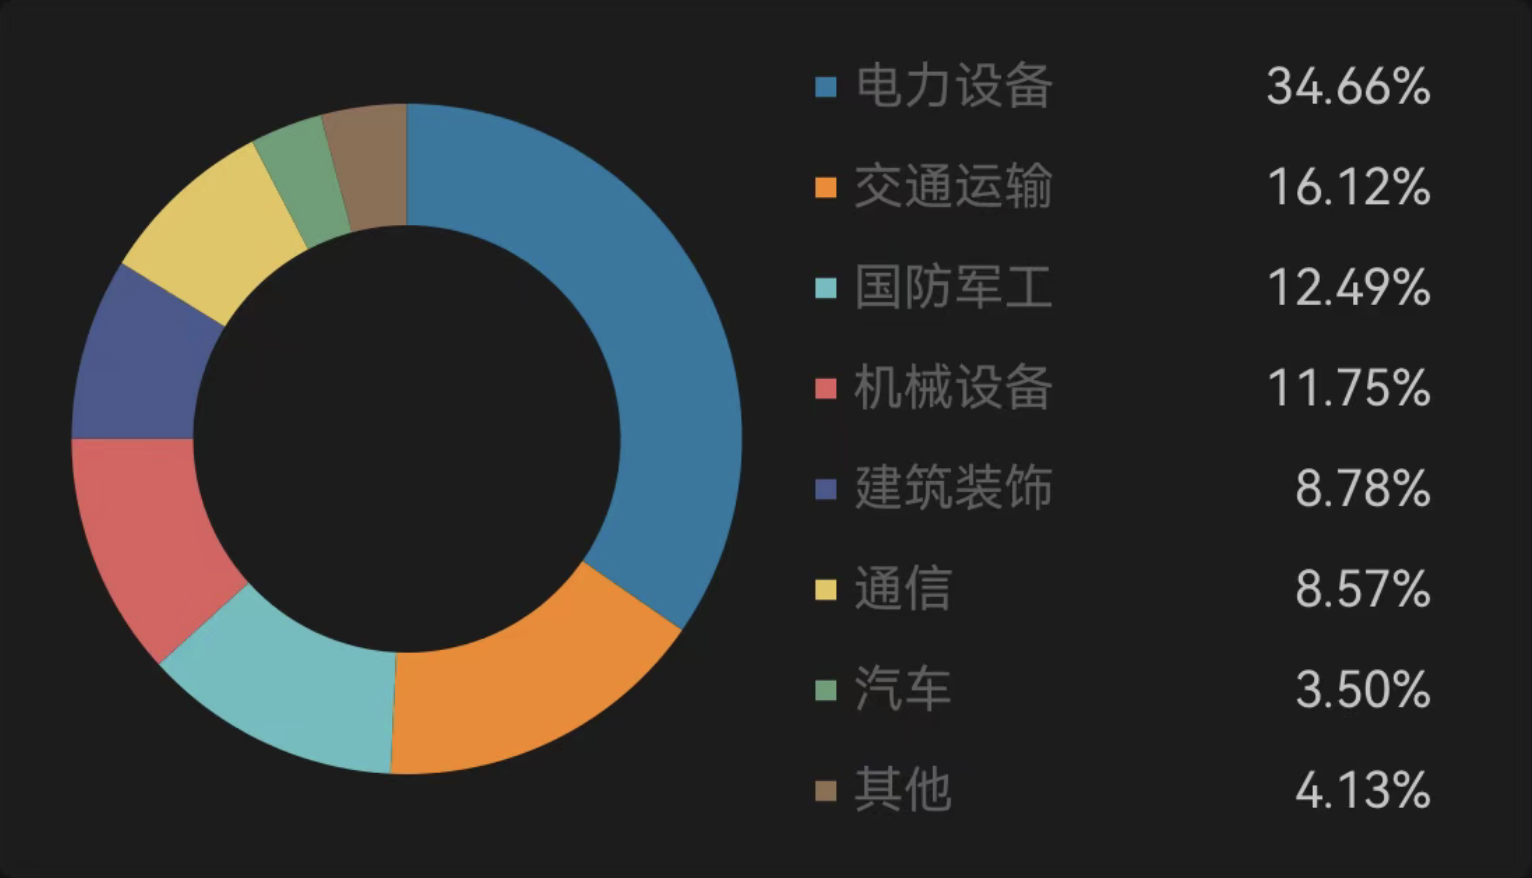 电力设备 34.66%
交通运输 16.12%
国防军工 12.49%
机械设备 11.75%
建筑装饰 8.78%
通信 8.57%
汽车 3.50%
其他 4.13%